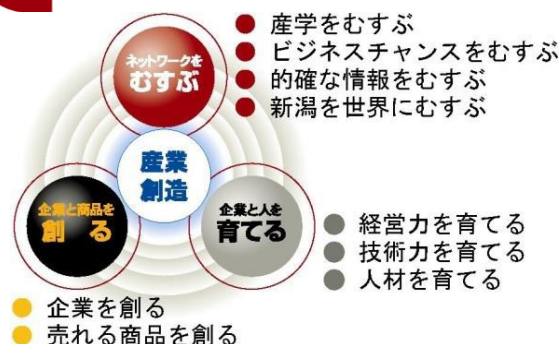 ネットワークを
むすぶ
産学をむすぶ
ビジネスチャンスをむすぶ
的確な情報をむすぶ
新潟を世界にむすぶ
産業
創造
企業と商品を
創る
企業と人を
育てる
経営力を育てる
技術力を育てる
人材を育てる
企業を創る
売れる商品を創る